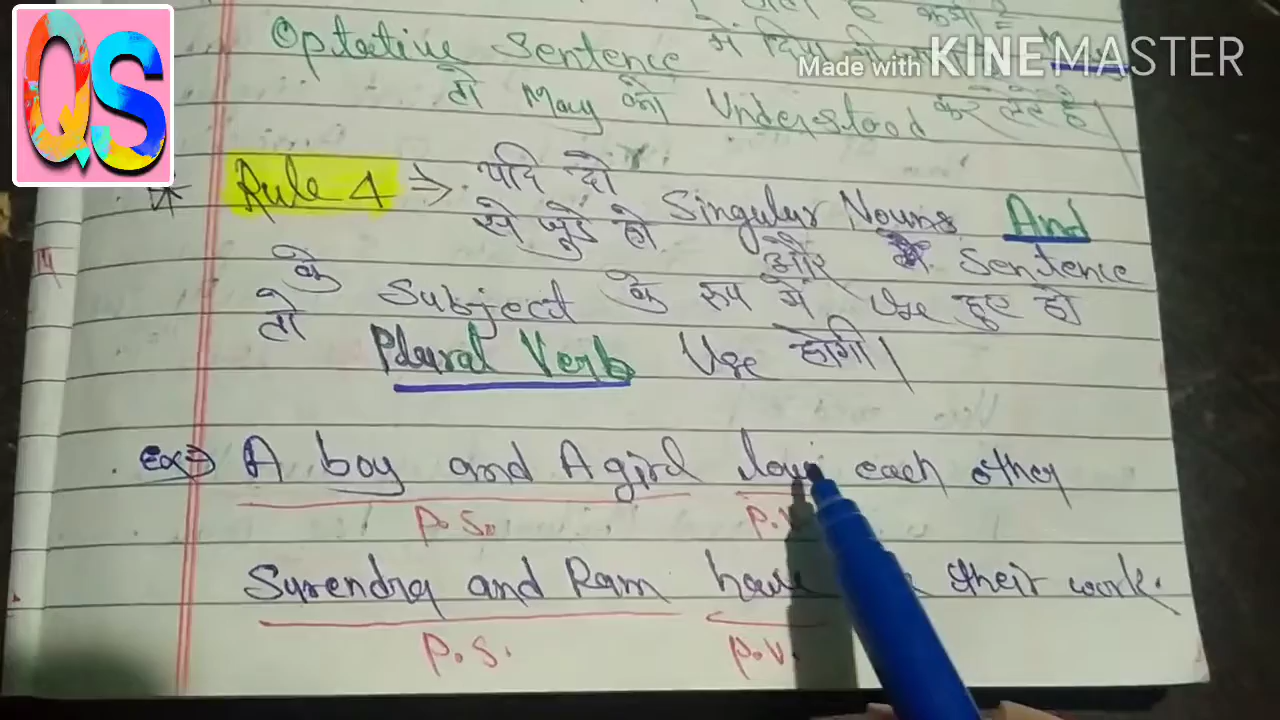 QS
Made with KINEMASTER
Optative Sentence में
तो May को Understood कर लेते है।
Rule 4 ⇒ यदि दो Singular Nouns And
से जुड़े हो और Sentence
के Subject के रूप मे Use हुए हो
तो Plural Verb Use होगी।
Ex⇒ A boy and A girl love each other
P.S. P.V.
Surendra and Ram have their work.
P.S. P.V.